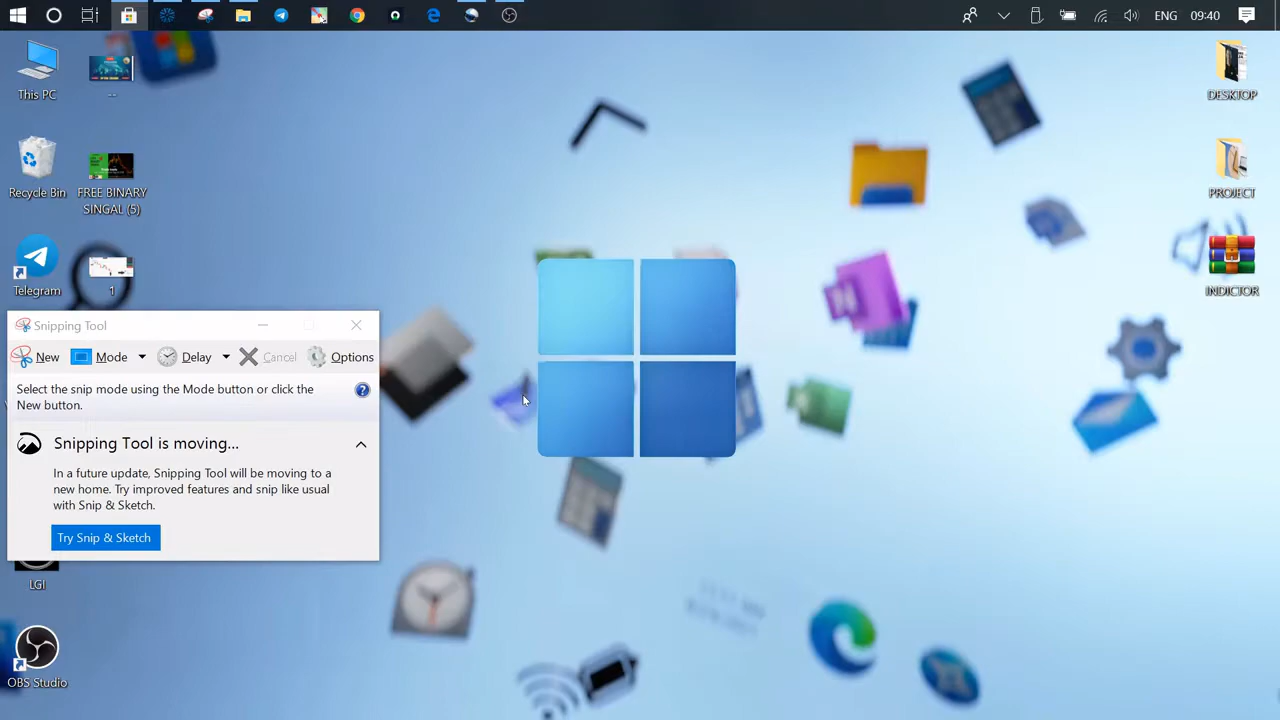 ENG 09:40
This PC
--
DESKTOP
Recycle Bin
FREE BINARY
SINGAL (5)
PROJECT
Telegram
1
INDICTOR
Snipping Tool
New Mode Delay Cancel Options
Select the snip mode using the Mode button or click the
New button.
Snipping Tool is moving...
In a future update, Snipping Tool will be moving to a
new home. Try improved features and snip like usual
with Snip & Sketch.
Try Snip & Sketch
LGI
OBS Studio